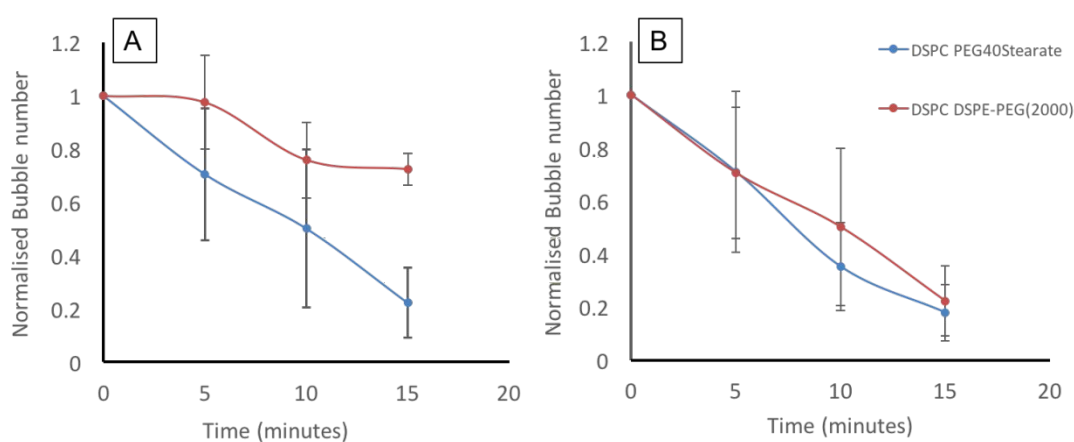 A
Normalised Bubble number
1.2
1
0.8
0.6
0.4
0.2
0
0 5 10 15 20
Time (minutes)
B
Normalised Bubble number
1.2
1
0.8
0.6
0.4
0.2
0
0 5 10 15 20
Time (minutes)
DSPC PEG40Stearate
DSPC DSPE-PEG(2000)